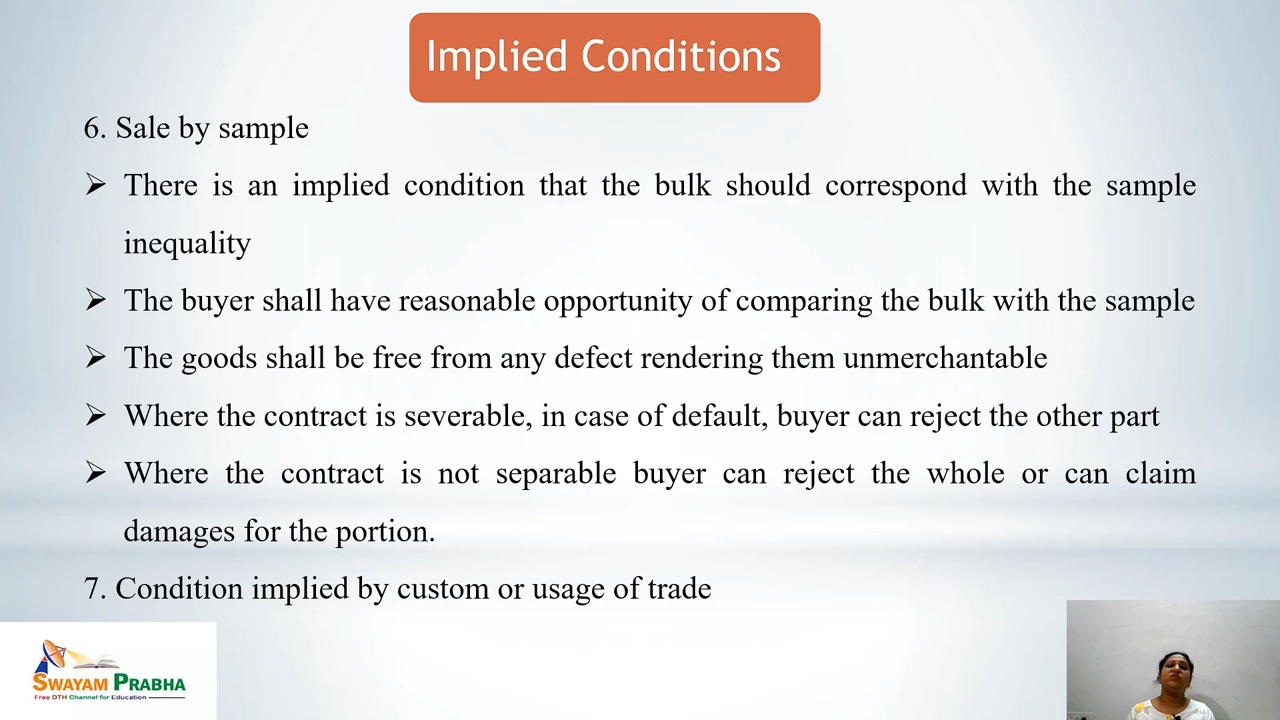 Implied Conditions
6. Sale by sample
➢ There is an implied condition that the bulk should correspond with the sample
inequality
➢ The buyer shall have reasonable opportunity of comparing the bulk with the sample
➢ The goods shall be free from any defect rendering them unmerchantable
➢ Where the contract is severable, in case of default, buyer can reject the other part
➢ Where the contract is not separable buyer can reject the whole or can claim
damages for the portion.
7. Condition implied by custom or usage of trade
SWAYAM PRABHA
Free DTH Channel for Education